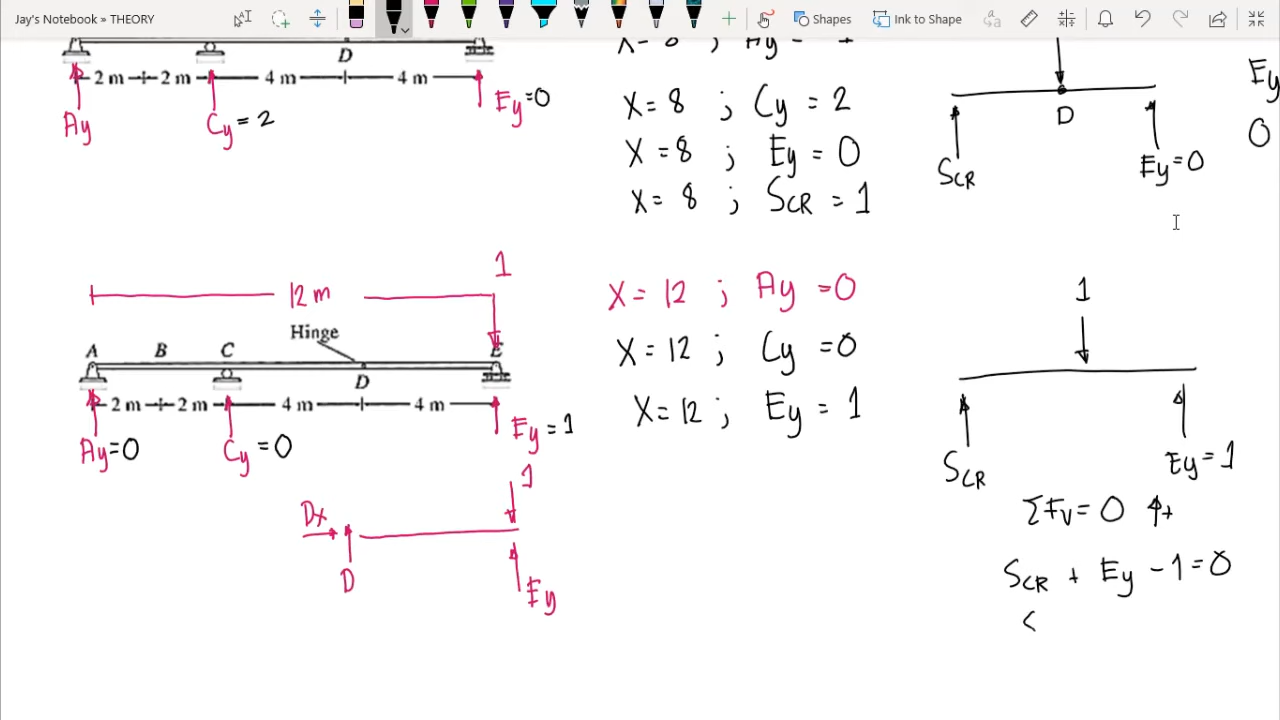 Jay's Notebook » THEORY
Shapes
Ink to Shape
D
2 m 2 m 4 m 4 m
Ay
Cy = 2
Ey=0
X=8 ; Cy = 2
X=8 ; Ey = 0
X= 8 ; SCR = 1
D
SCR
Ey=0
Ey
0
1
12 m
Hinge
A B C E
D
2 m 2 m 4 m 4 m
Ay=0
Cy = 0
Ey = 1
X= 12 ; Ay =0
X= 12 ; Cy =0
X= 12 ; Ey = 1
1
SCR
Ey= 1
ΣFv= 0 ↑+
SCR + Ey - 1 = 0
1
Dx
D
Ey